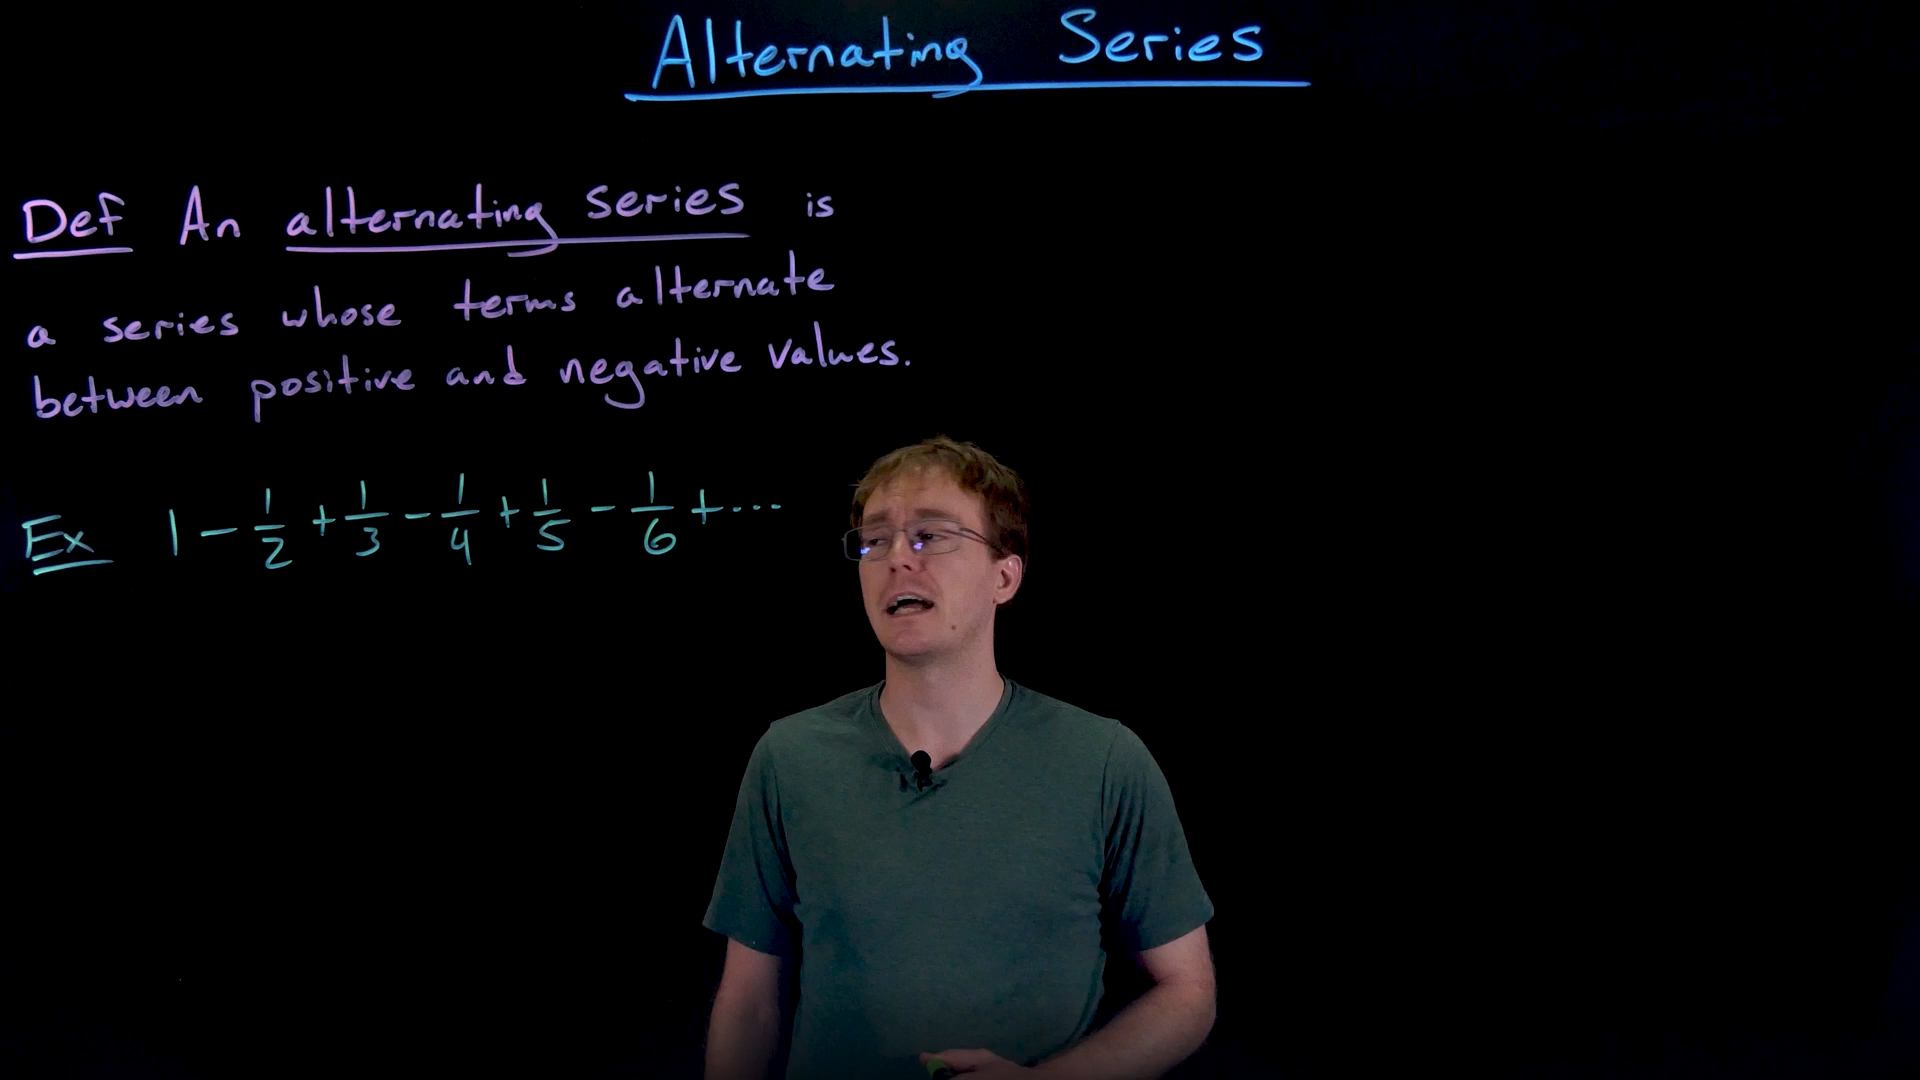 Alternating Series
Def An alternating series is
a series whose terms alternate
between positive and negative values.
Ex 1 - 1/2 + 1/3 - 1/4 + 1/5 - 1/6 + ...